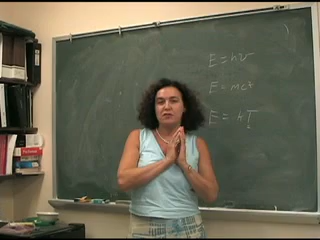 E = hν
E = mc²
E = kT